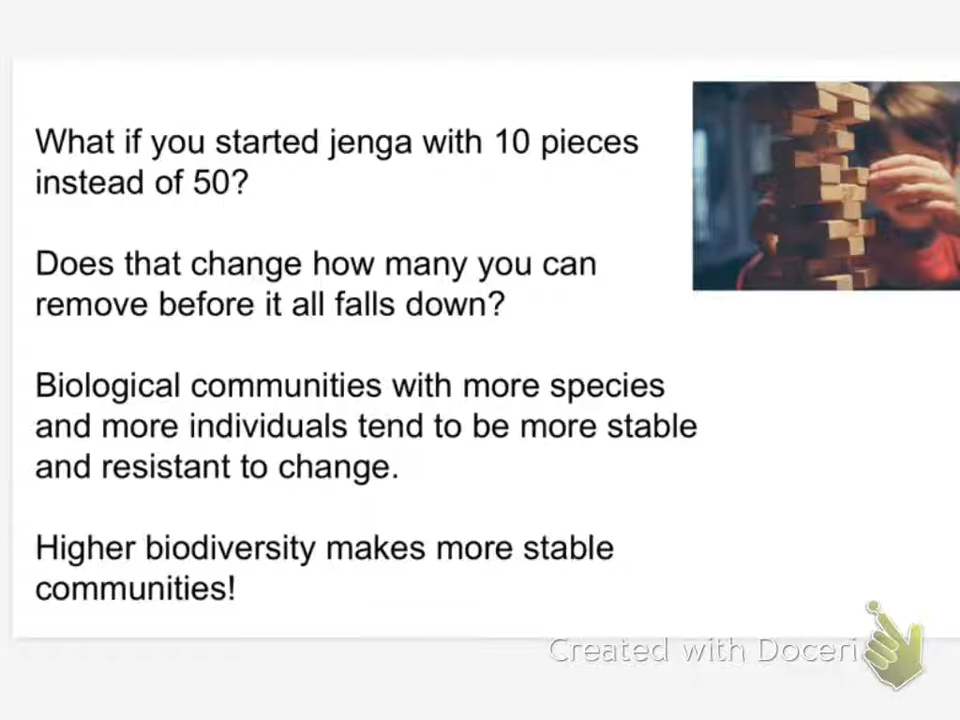 What if you started jenga with 10 pieces
instead of 50?
Does that change how many you can
remove before it all falls down?
Biological communities with more species
and more individuals tend to be more stable
and resistant to change.
Higher biodiversity makes more stable
communities!
Created with Doceri